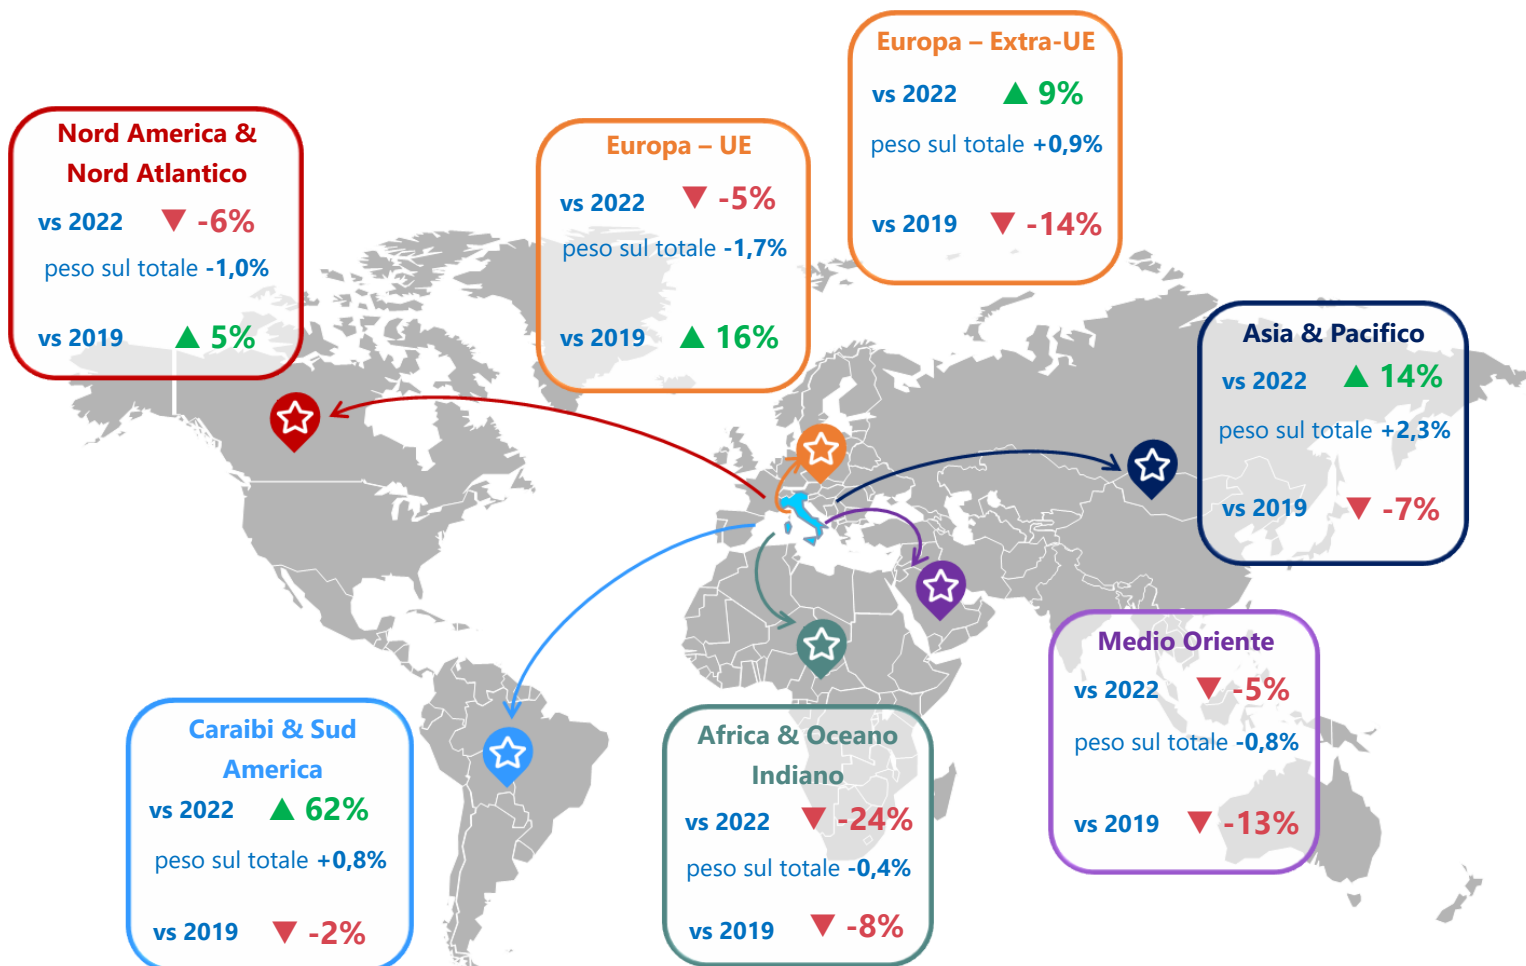 Europa – Extra-UE
vs 2022 ▲ 9%
peso sul totale +0,9%
vs 2019 ▼ -14%
Nord America &
Nord Atlantico
vs 2022 ▼ -6%
peso sul totale -1,0%
vs 2019 ▲ 5%
Europa – UE
vs 2022 ▼ -5%
peso sul totale -1,7%
vs 2019 ▲ 16%
Asia & Pacifico
vs 2022 ▲ 14%
peso sul totale +2,3%
vs 2019 ▼ -7%
Medio Oriente
vs 2022 ▼ -5%
peso sul totale -0,8%
vs 2019 ▼ -13%
Caraibi & Sud
America
vs 2022 ▲ 62%
peso sul totale +0,8%
vs 2019 ▼ -2%
Africa & Oceano
Indiano
vs 2022 ▼ -24%
peso sul totale -0,4%
vs 2019 ▼ -8%